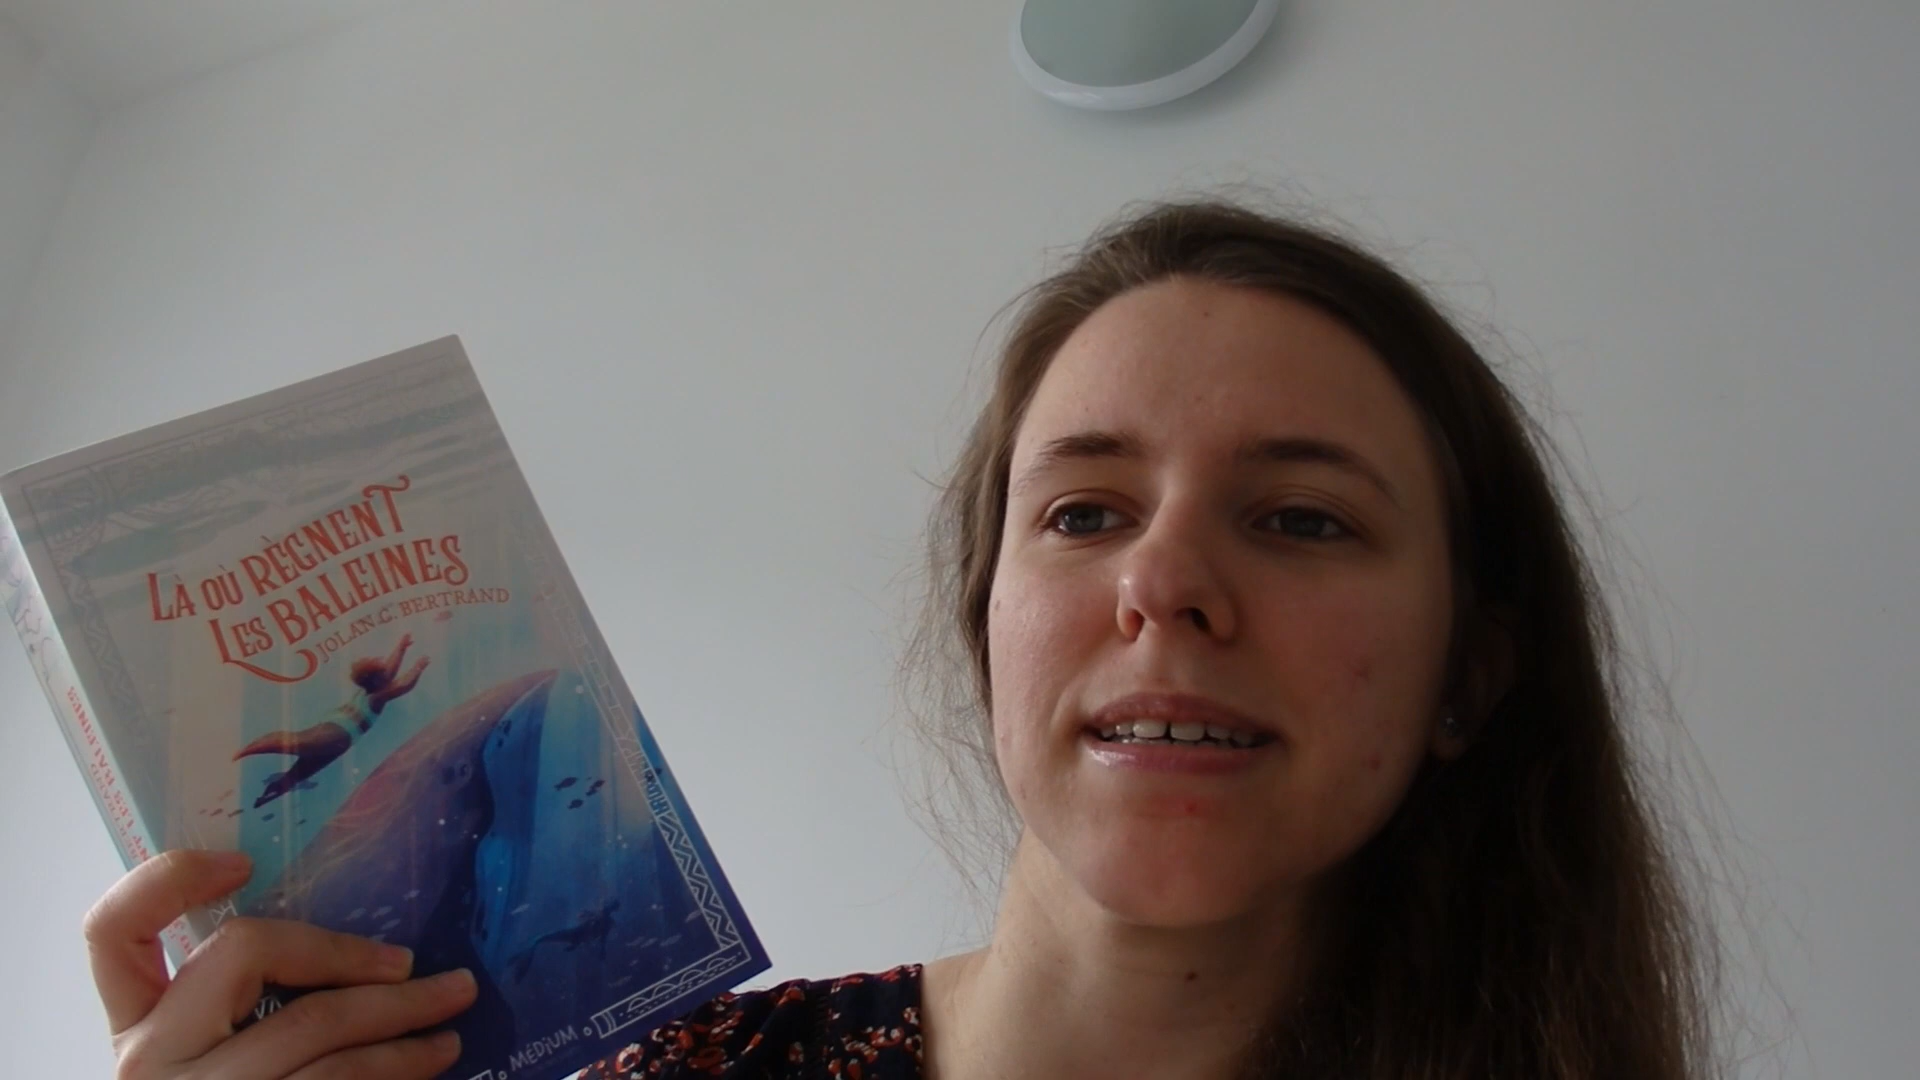 LÀ OÙ RÈGNENT
LES BALEINES
JOLAN C. BERTRAND
MÉDIUM